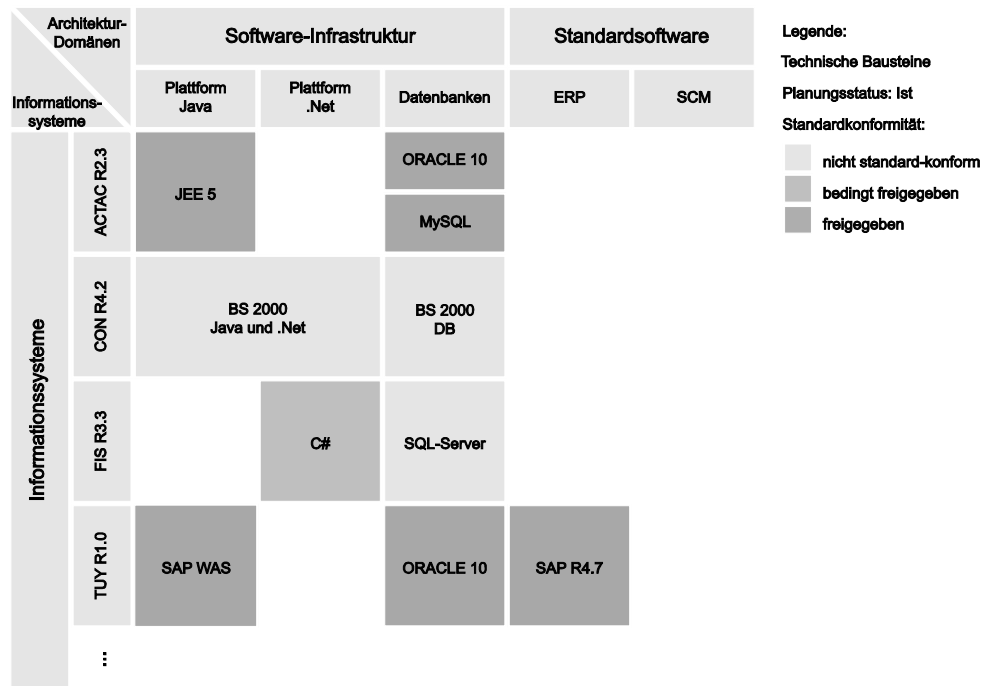 Architektur-
Domänen
Informations-
systeme
Software-Infrastruktur
Standardsoftware
Plattform
Java
Plattform
.Net
Datenbanken
ERP
SCM
Informationssysteme
ACTAC R2.3
JEE 5
ORACLE 10
MySQL
CON R4.2
BS 2000
Java und .Net
BS 2000
DB
FIS R3.3
C#
SQL-Server
TUY R1.0
SAP WAS
ORACLE 10
SAP R4.7
...
Legende:
Technische Bausteine
Planungsstatus: Ist
Standardkonformität:
nicht standard-konform
bedingt freigegeben
freigegeben